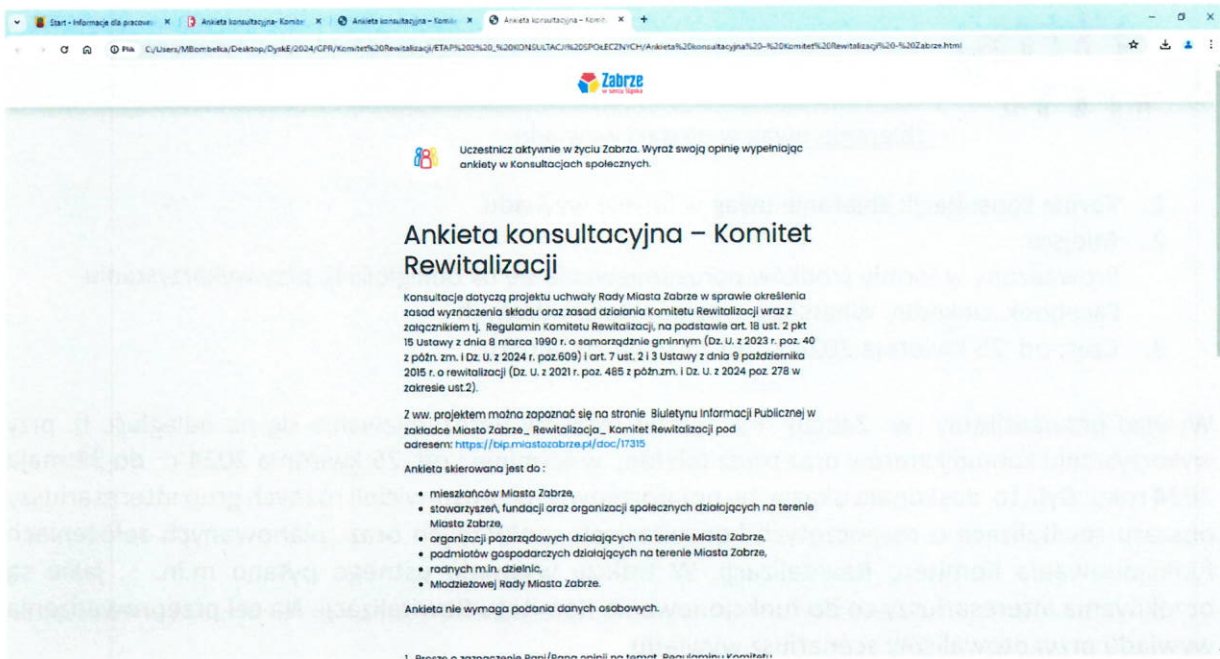 Start - Informacje dla pracowni
Ankieta konsultacyjna- Komitet
Ankieta konsultacyjna – Komite
Ankieta konsultacyjna – Komit
Plik C:/Users/MBombelka/Desktop/DyskE/2024/GPR/Komitet%20Rewitalizacji/ETAP%202%20_%20KONSULTACJI%20SPOŁECZNYCH/Ankieta%20konsultacyjna%20–%20Komitet%20Rewitalizacji%20-%20Zabrze.html
Zabrze
w sercu Śląska
Uczestnicz aktywnie w życiu Zabrza. Wyraź swoją opinię wypełniając
ankiety w Konsultacjach społecznych.
Ankieta konsultacyjna – Komitet
Rewitalizacji
Konsultacje dotyczą projektu uchwały Rady Miasta Zabrze w sprawie określenia
zasad wyznaczenia składu oraz zasad działania Komitetu Rewitalizacji wraz z
załącznikiem tj. Regulamin Komitetu Rewitalizacji, na podstawie art. 18 ust. 2 pkt
15 Ustawy z dnia 8 marca 1990 r. o samorządzie gminnym (Dz. U. z 2023 r. poz. 40
z późn. zm. i Dz. U. z 2024 r. poz.609) i art. 7 ust. 2 i 3 Ustawy z dnia 9 października
2015 r. o rewitalizacji (Dz. U. z 2021 r. poz. 485 z późn.zm. i Dz. U. z 2024 poz. 278 w
zakresie ust.2).
Z ww. projektem można zapoznać się na stronie Biuletynu Informacji Publicznej w
zakładce Miasto Zabrze_ Rewitalizacja_ Komitet Rewitalizacji pod
adresem: https://bip.miastozabrze.pl/doc/17315
Ankieta skierowana jest do :
• mieszkańców Miasta Zabrze,
• stowarzyszeń, fundacji oraz organizacji społecznych działających na terenie
Miasta Zabrze,
• organizacji pozarządowych działających na terenie Miasta Zabrze,
• podmiotów gospodarczych działających na terenie Miasta Zabrze,
• radnych m.in. dzielnic,
• Młodzieżowej Rady Miasta Zabrze.
Ankieta nie wymaga podania danych osobowych.
1. Proszę o zaznaczenie Pani/Pana opinii na temat Regulaminu Komitetu